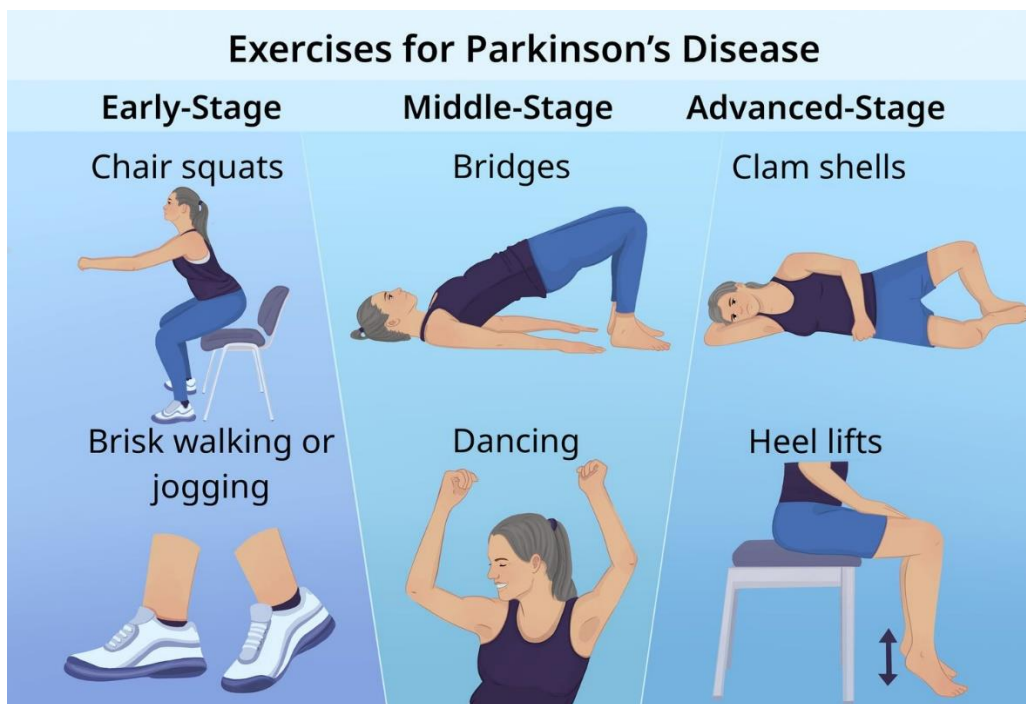 Exercises for Parkinson’s Disease
Early-Stage
Middle-Stage
Advanced-Stage
Chair squats
Bridges
Clam shells
Brisk walking or
jogging
Dancing
Heel lifts